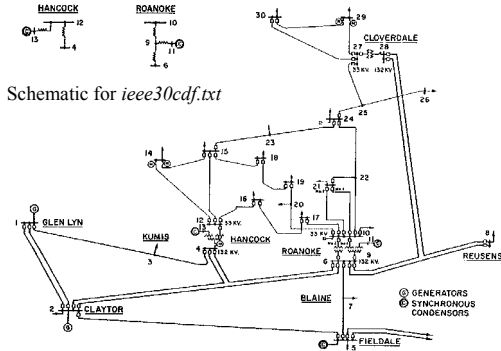 HANCOCK
12
C
13
4
ROANOKE
10
9
C
11
6
Schematic for ieee30cdf.txt
30
29
CLOVERDALE
27
28
33 KV.
132 KV.
26
25
24
23
14
15
18
19
22
21
20
16
17
12
33 KV.
13
HANCOCK
33 KV.
10
11
ROANOKE
G
1
GLEN LYN
KUMIS
3
4
132 KV.
6
9
132 KV.
8
REUSENS
BLAINE
7
2
CLAYTOR
G
5
FIELDALE
C
G GENERATORS
C SYNCHRONOUS
CONDENSORS